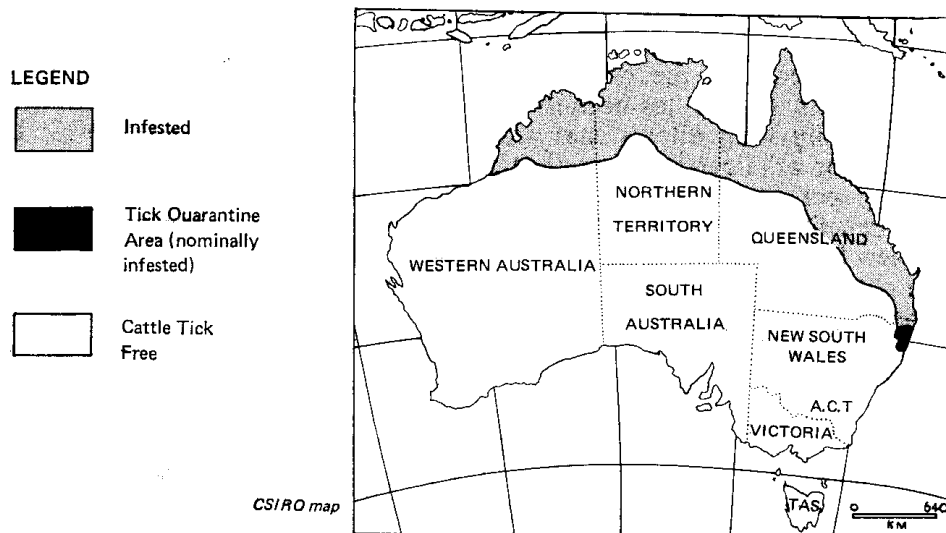 LEGEND
Infested
Tick Quarantine
Area (nominally
infested)
Cattle Tick
Free
NORTHERN
TERRITORY
QUEENSLAND
WESTERN AUSTRALIA
SOUTH
AUSTRALIA
NEW SOUTH
WALES
A.C.T
VICTORIA
TAS
CSIRO map
0 640
KM